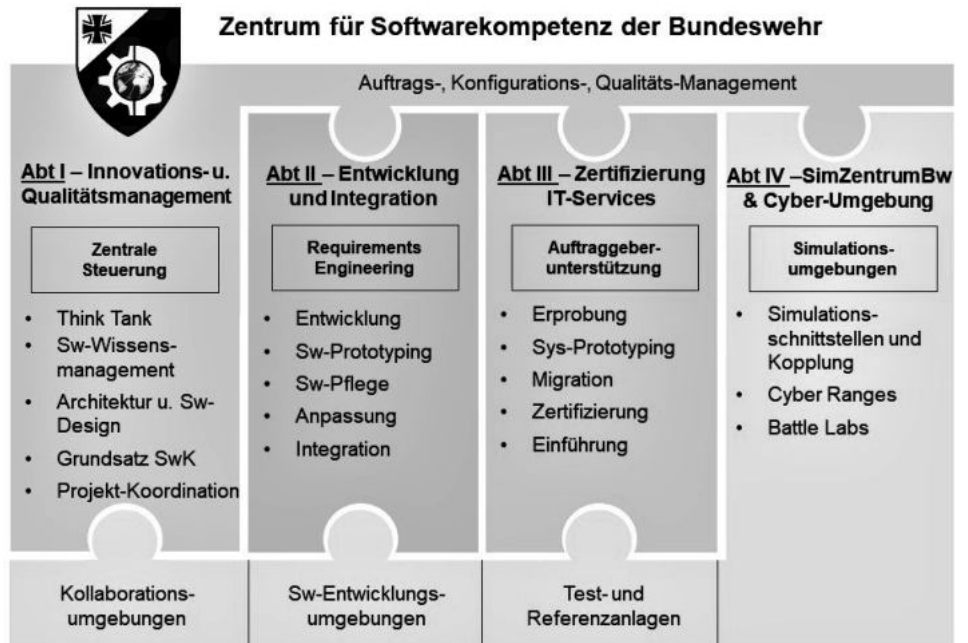 Zentrum für Softwarekompetenz der Bundeswehr
Auftrags-, Konfigurations-, Qualitäts-Management
Abt I – Innovations- u.
Qualitätsmanagement
Zentrale
Steuerung
• Think Tank
• Sw-Wissens-
management
• Architektur u. Sw-
Design
• Grundsatz SwK
• Projekt-Koordination
Kollaborations-
umgebungen
Abt II – Entwicklung
und Integration
Requirements
Engineering
• Entwicklung
• Sw-Prototyping
• Sw-Pflege
• Anpassung
• Integration
Sw-Entwicklungs-
umgebungen
Abt III – Zertifizierung
IT-Services
Auftraggeber-
unterstützung
• Erprobung
• Sys-Prototyping
• Migration
• Zertifizierung
• Einführung
Test- und
Referenzanlagen
Abt IV –SimZentrumBw
& Cyber-Umgebung
Simulations-
umgebungen
• Simulations-
schnittstellen und
Kopplung
• Cyber Ranges
• Battle Labs